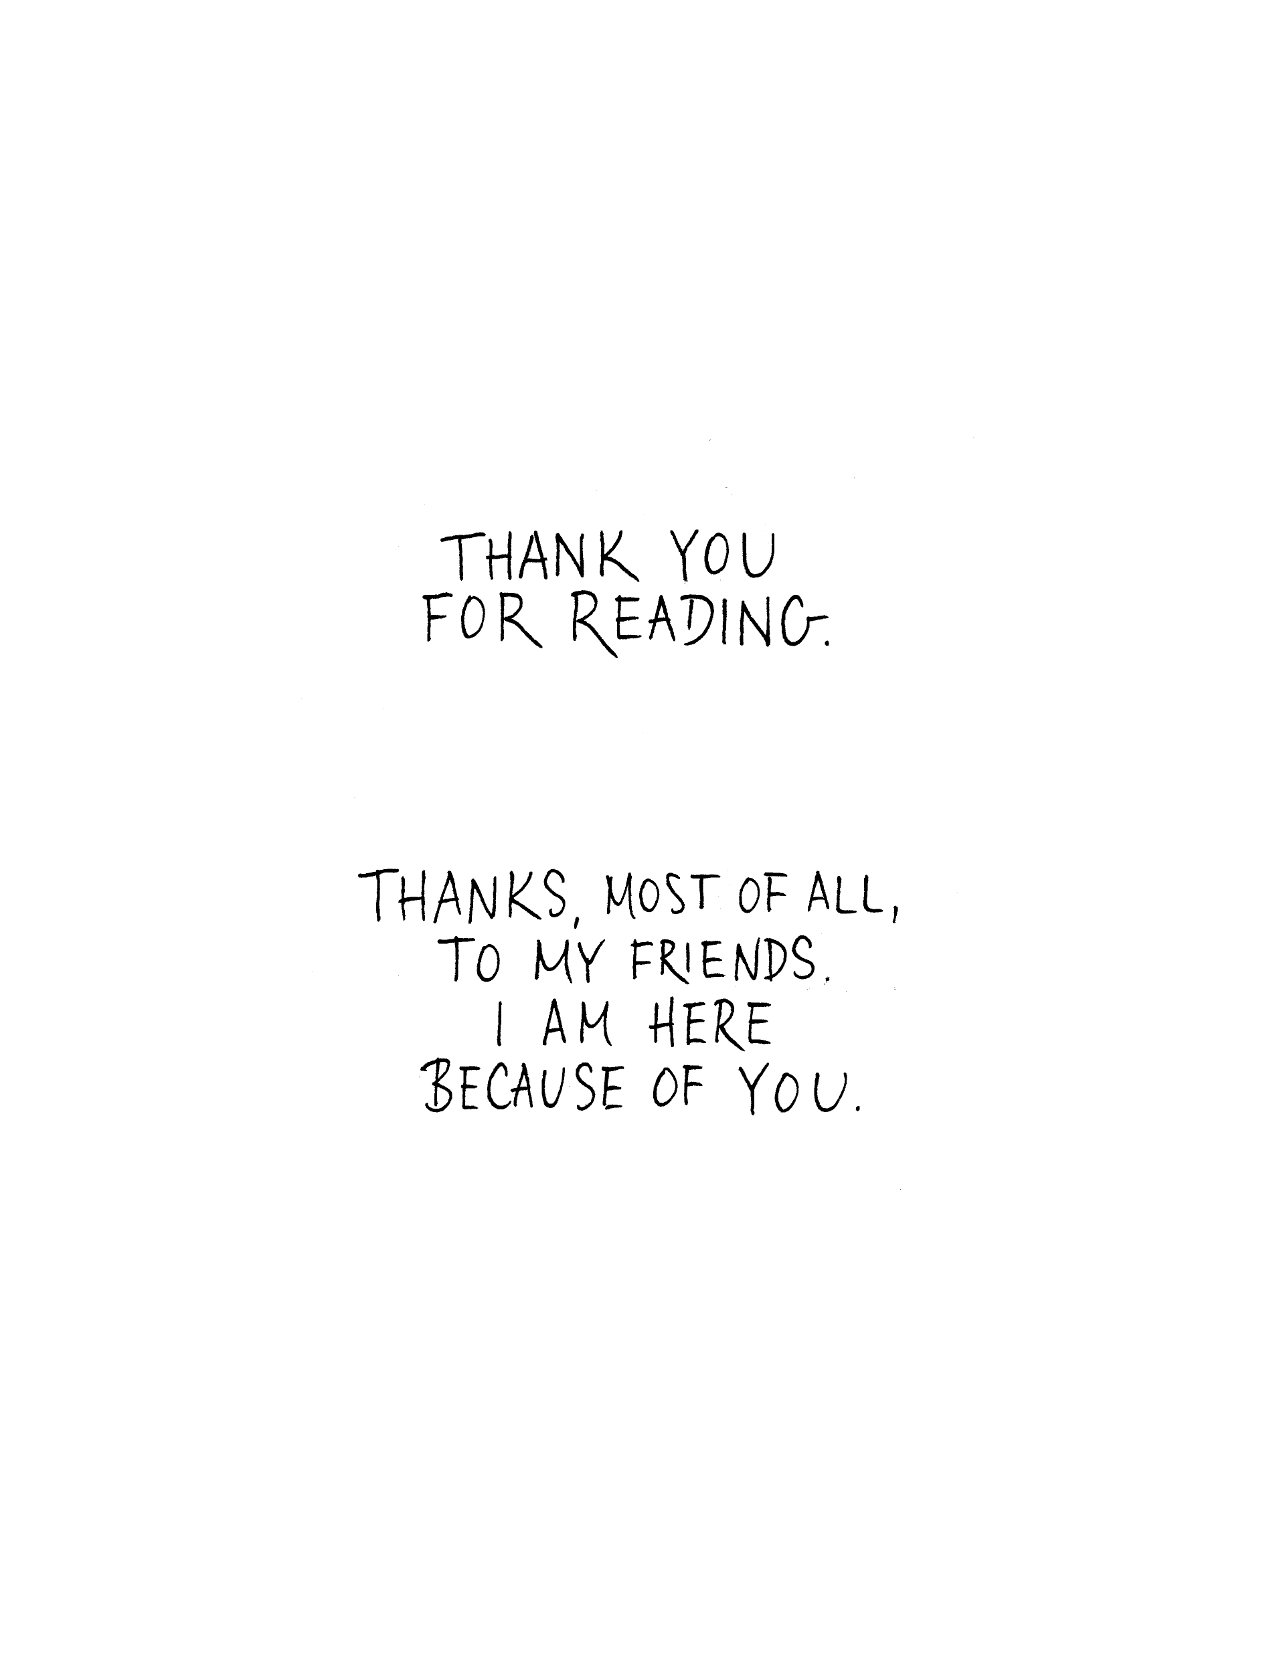 THANK YOU
FOR READING.
THANKS, MOST OF ALL,
TO MY FRIENDS.
I AM HERE
BECAUSE OF YOU.